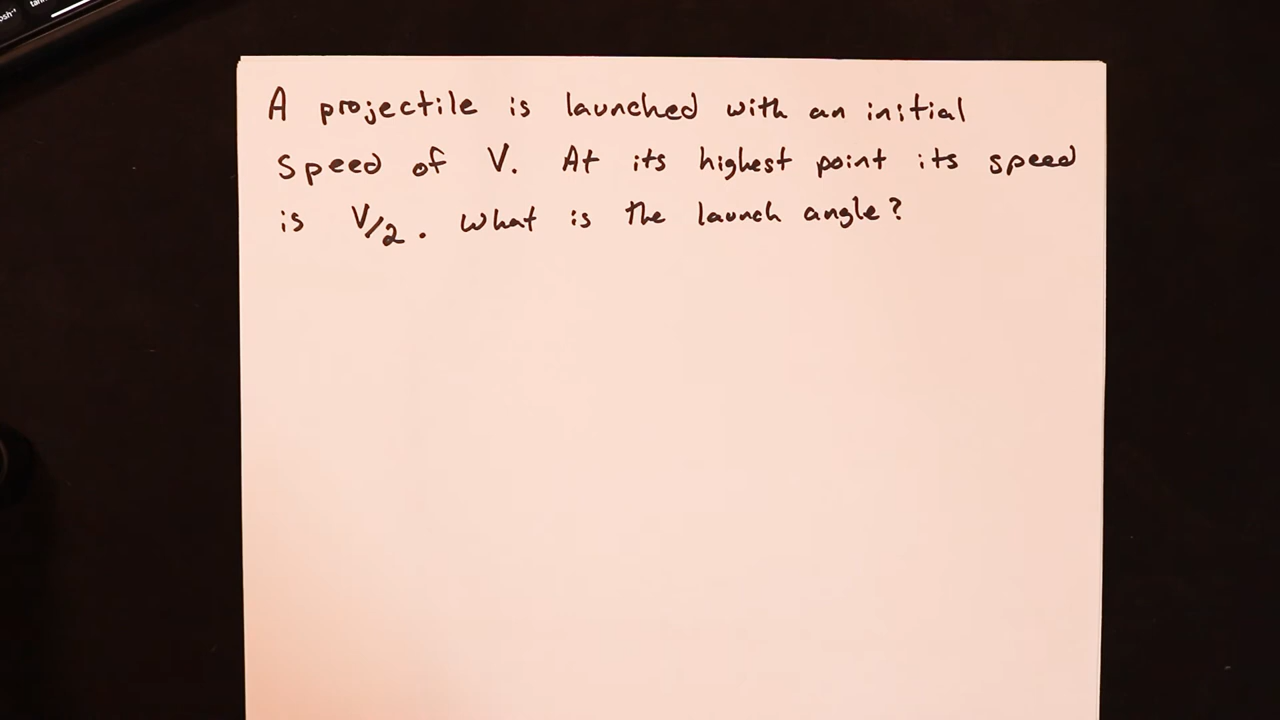 A projectile is launched with an initial
speed of V. At its highest point its speed
is V/2. What is the launch angle?